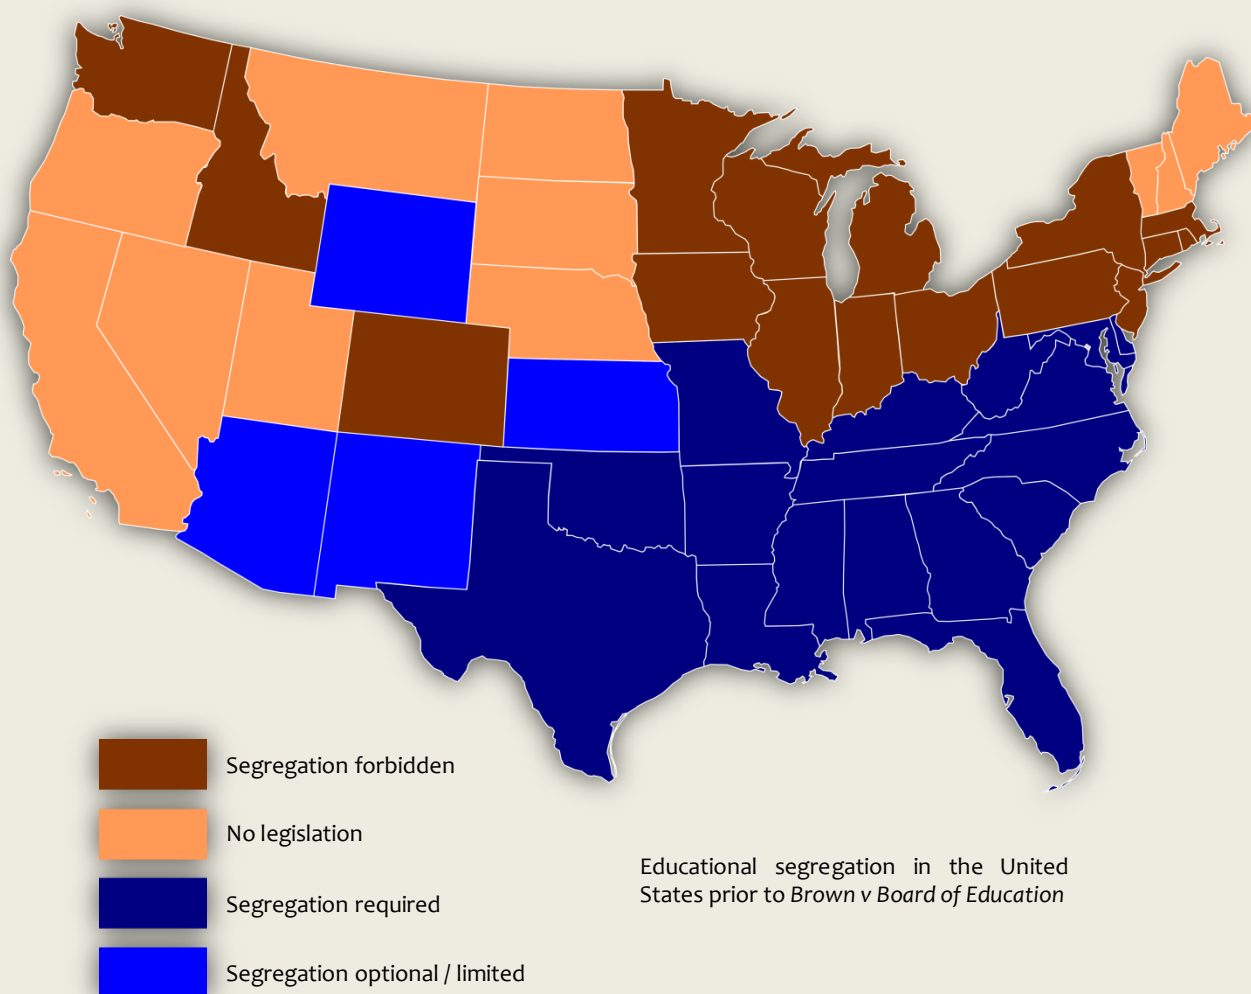 Segregation forbidden
No legislation
Segregation required
Segregation optional / limited
Educational segregation in the United
States prior to Brown v Board of Education